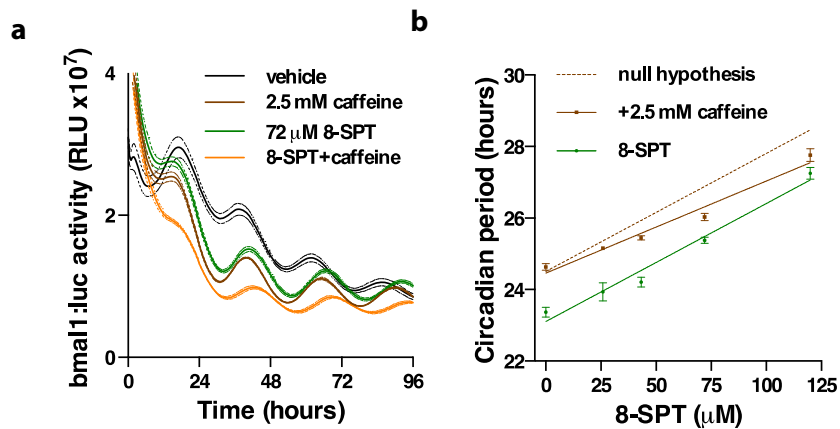 a
bmal1:luc activity (RLU x10⁷)
4
2
0
vehicle
2.5 mM caffeine
72 μM 8-SPT
8-SPT+caffeine
0 24 48 72 96
Time (hours)
b
Circadian period (hours)
30
28
26
24
22
null hypothesis
+2.5 mM caffeine
8-SPT
0 25 50 75 100 125
8-SPT (μM)